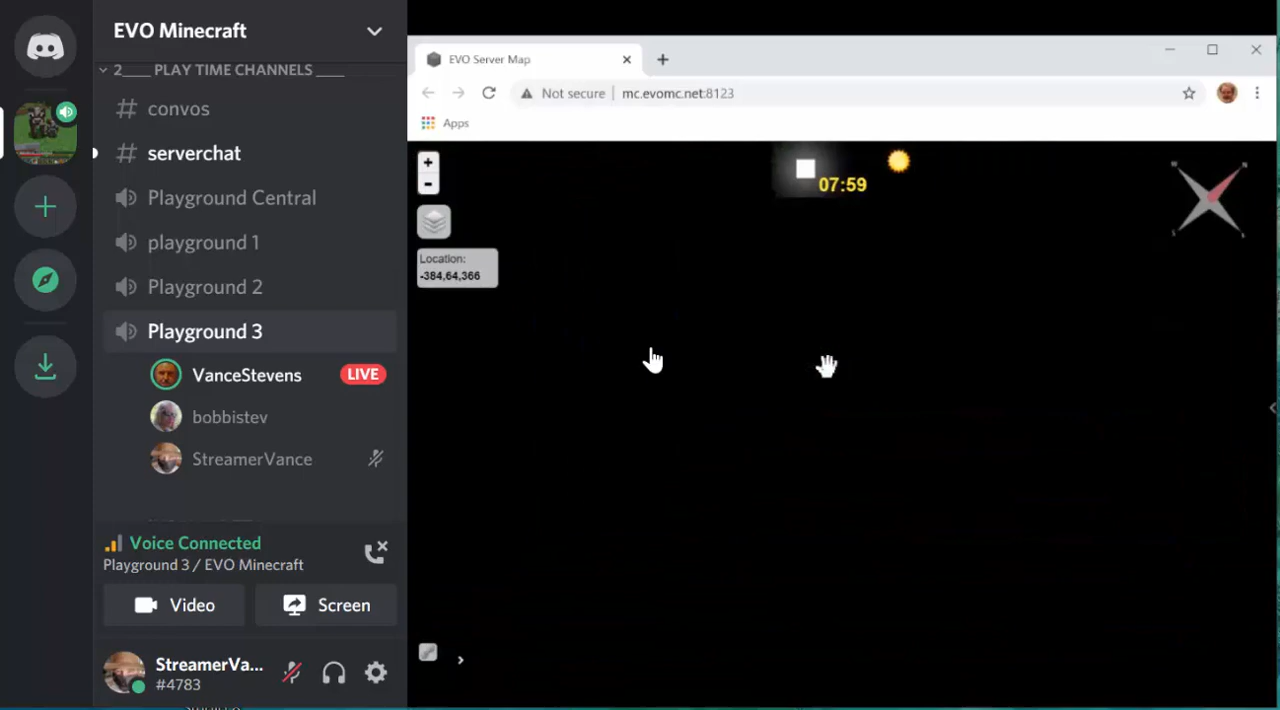 EVO Minecraft
2____ PLAY TIME CHANNELS ____
# convos
# serverchat
Playground Central
playground 1
Playground 2
Playground 3
VanceStevens LIVE
bobbistev
StreamerVance
Voice Connected
Playground 3 / EVO Minecraft
Video Screen
StreamerVa...
#4783
EVO Server Map
Not secure | mc.evomc.net:8123
Apps
+
-
07:59
Location:
-384,64,366